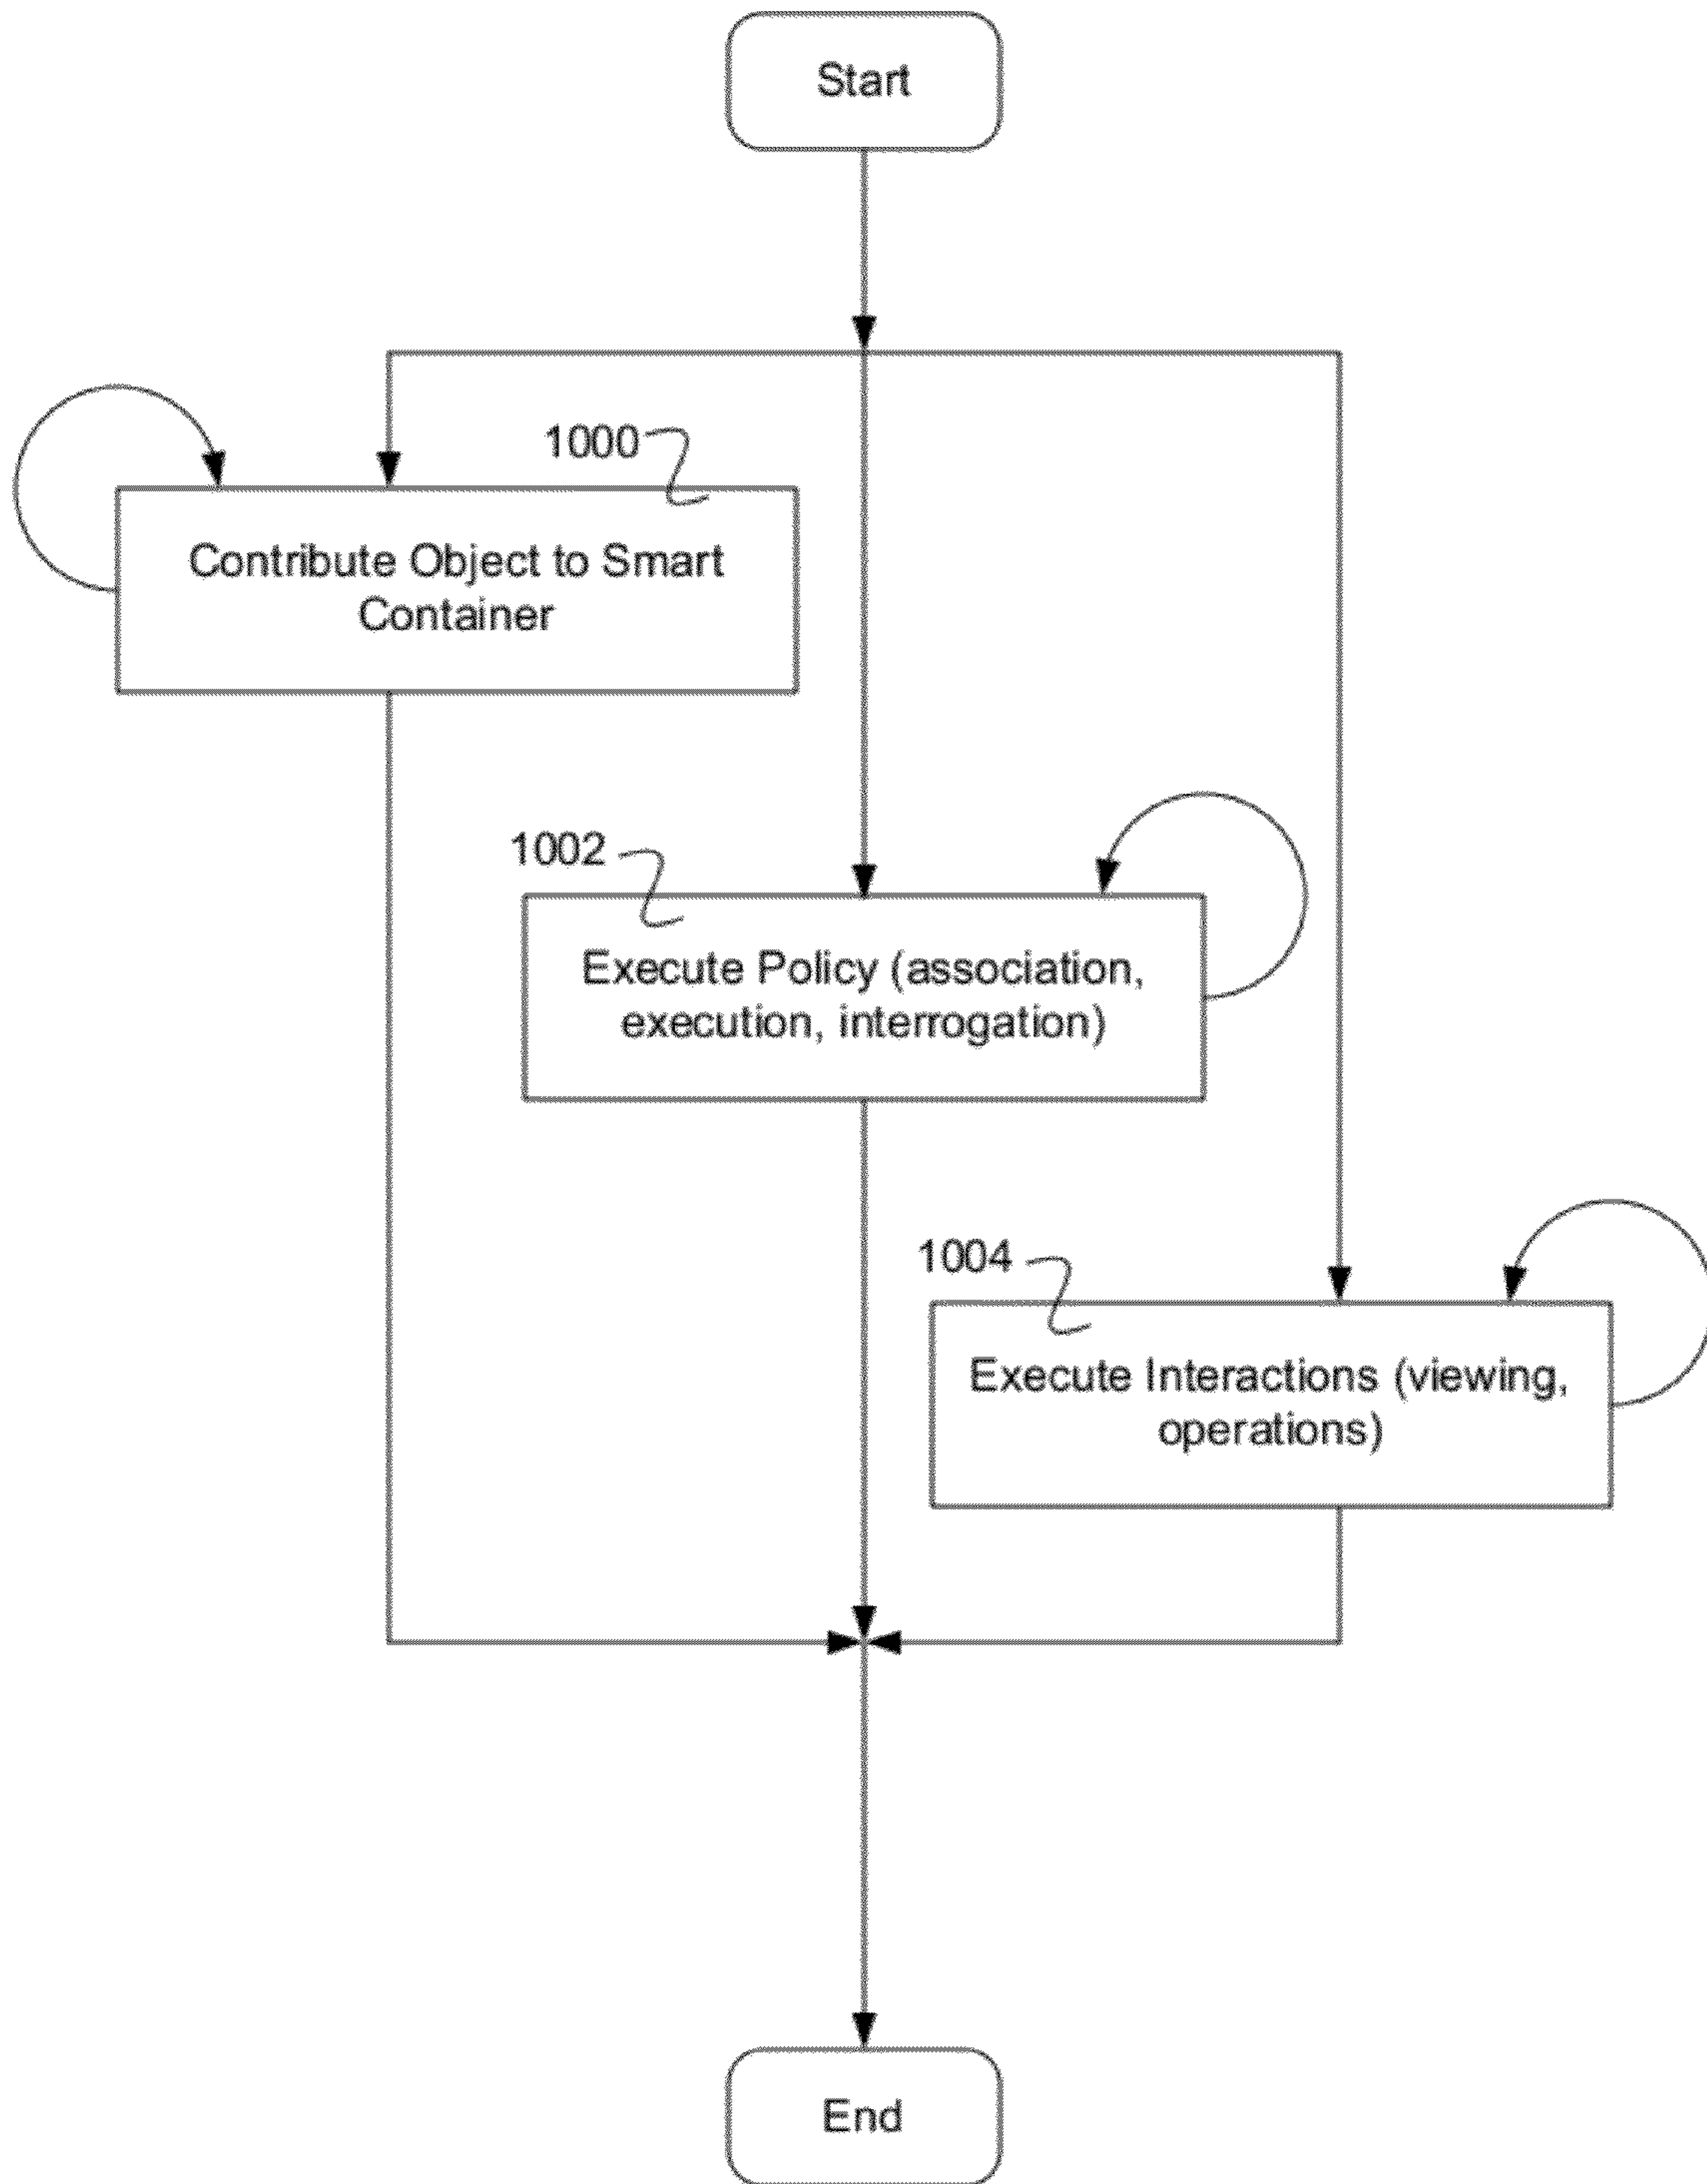 Start
1000
Contribute Object to Smart
Container
1002
Execute Policy (association,
execution, interrogation)
1004
Execute Interactions (viewing,
operations)
End